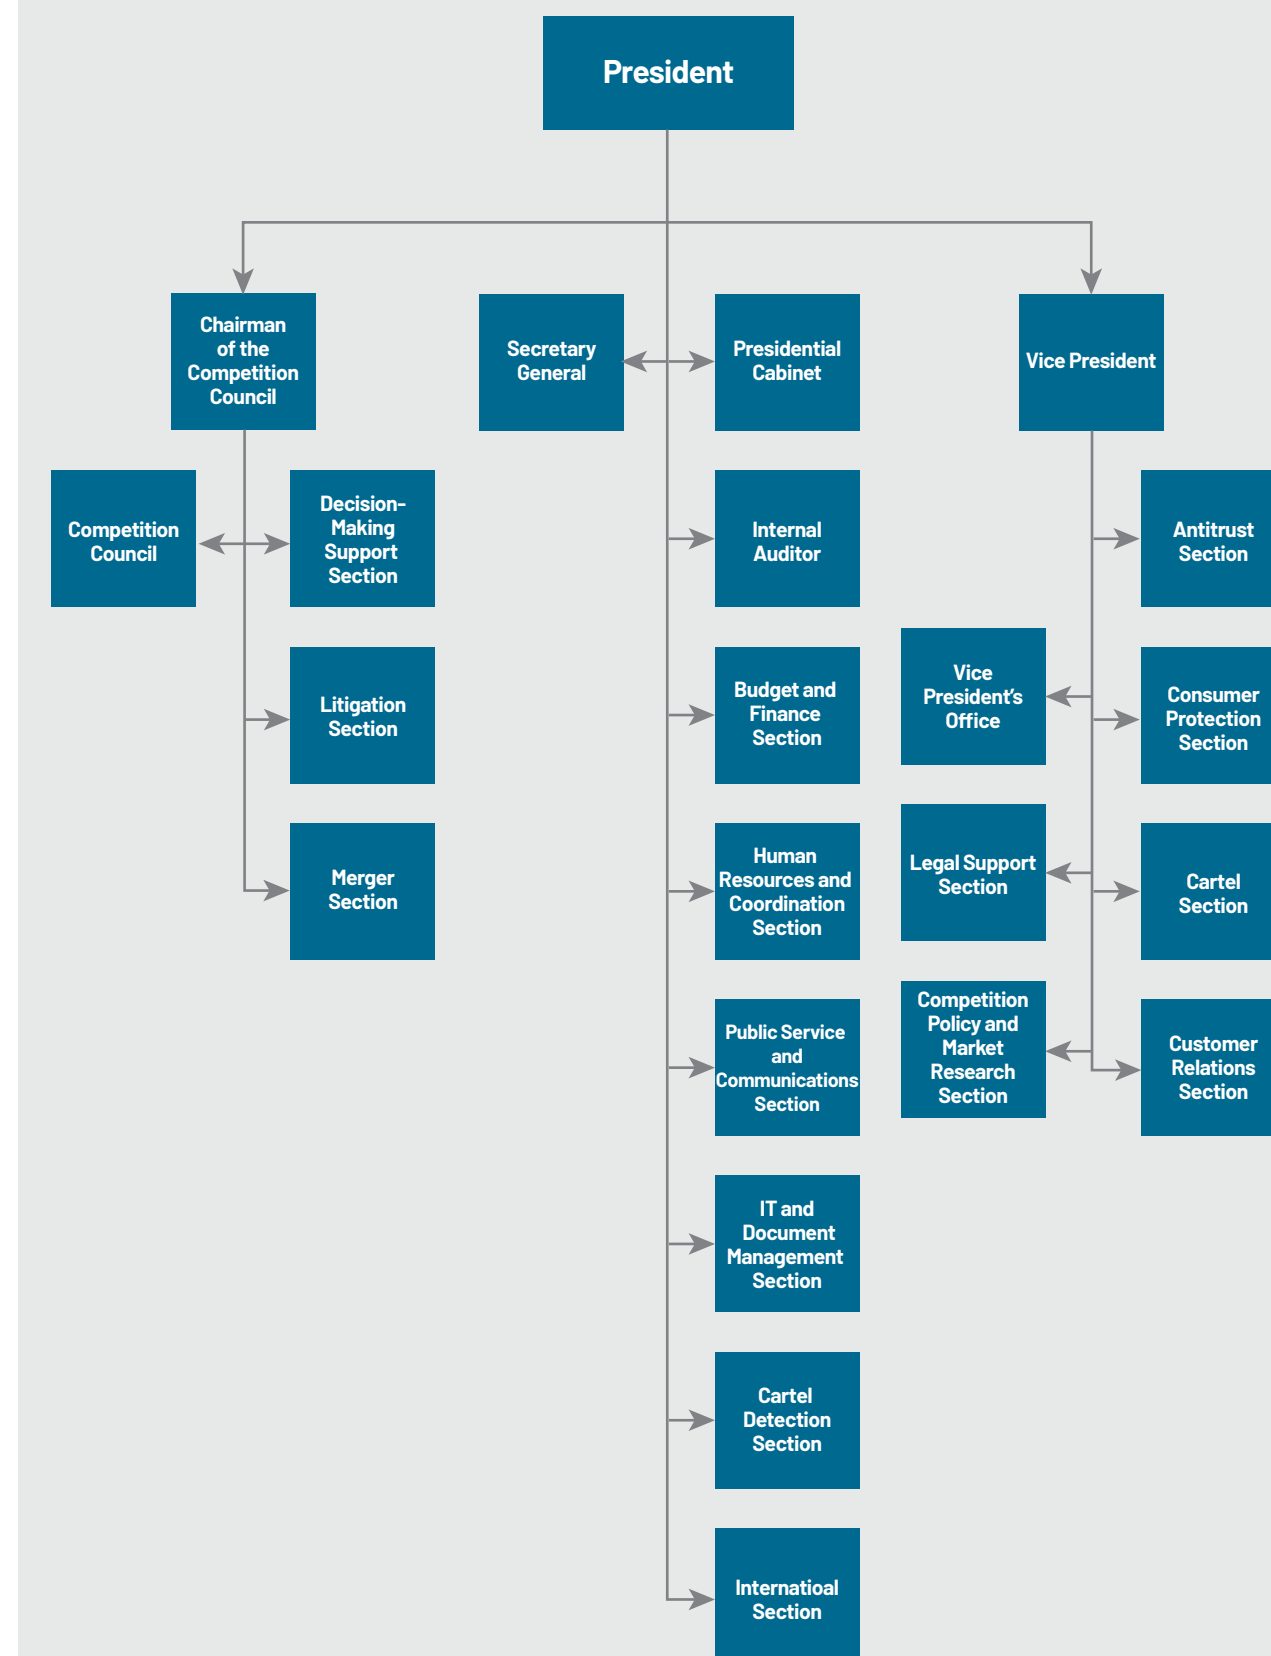 President
Chairman
of the
Competition
Council
Secretary
General
Presidential
Cabinet
Vice President
Competition
Council
Decision-
Making
Support
Section
Internal
Auditor
Antitrust
Section
Litigation
Section
Budget and
Finance
Section
Vice
President’s
Office
Consumer
Protection
Section
Merger
Section
Human
Resources and
Coordination
Section
Legal Support
Section
Cartel
Section
Public Service
and
Communications
Section
Competition
Policy and
Market
Research
Section
Customer
Relations
Section
IT and
Document
Management
Section
Cartel
Detection
Section
Internatioal
Section